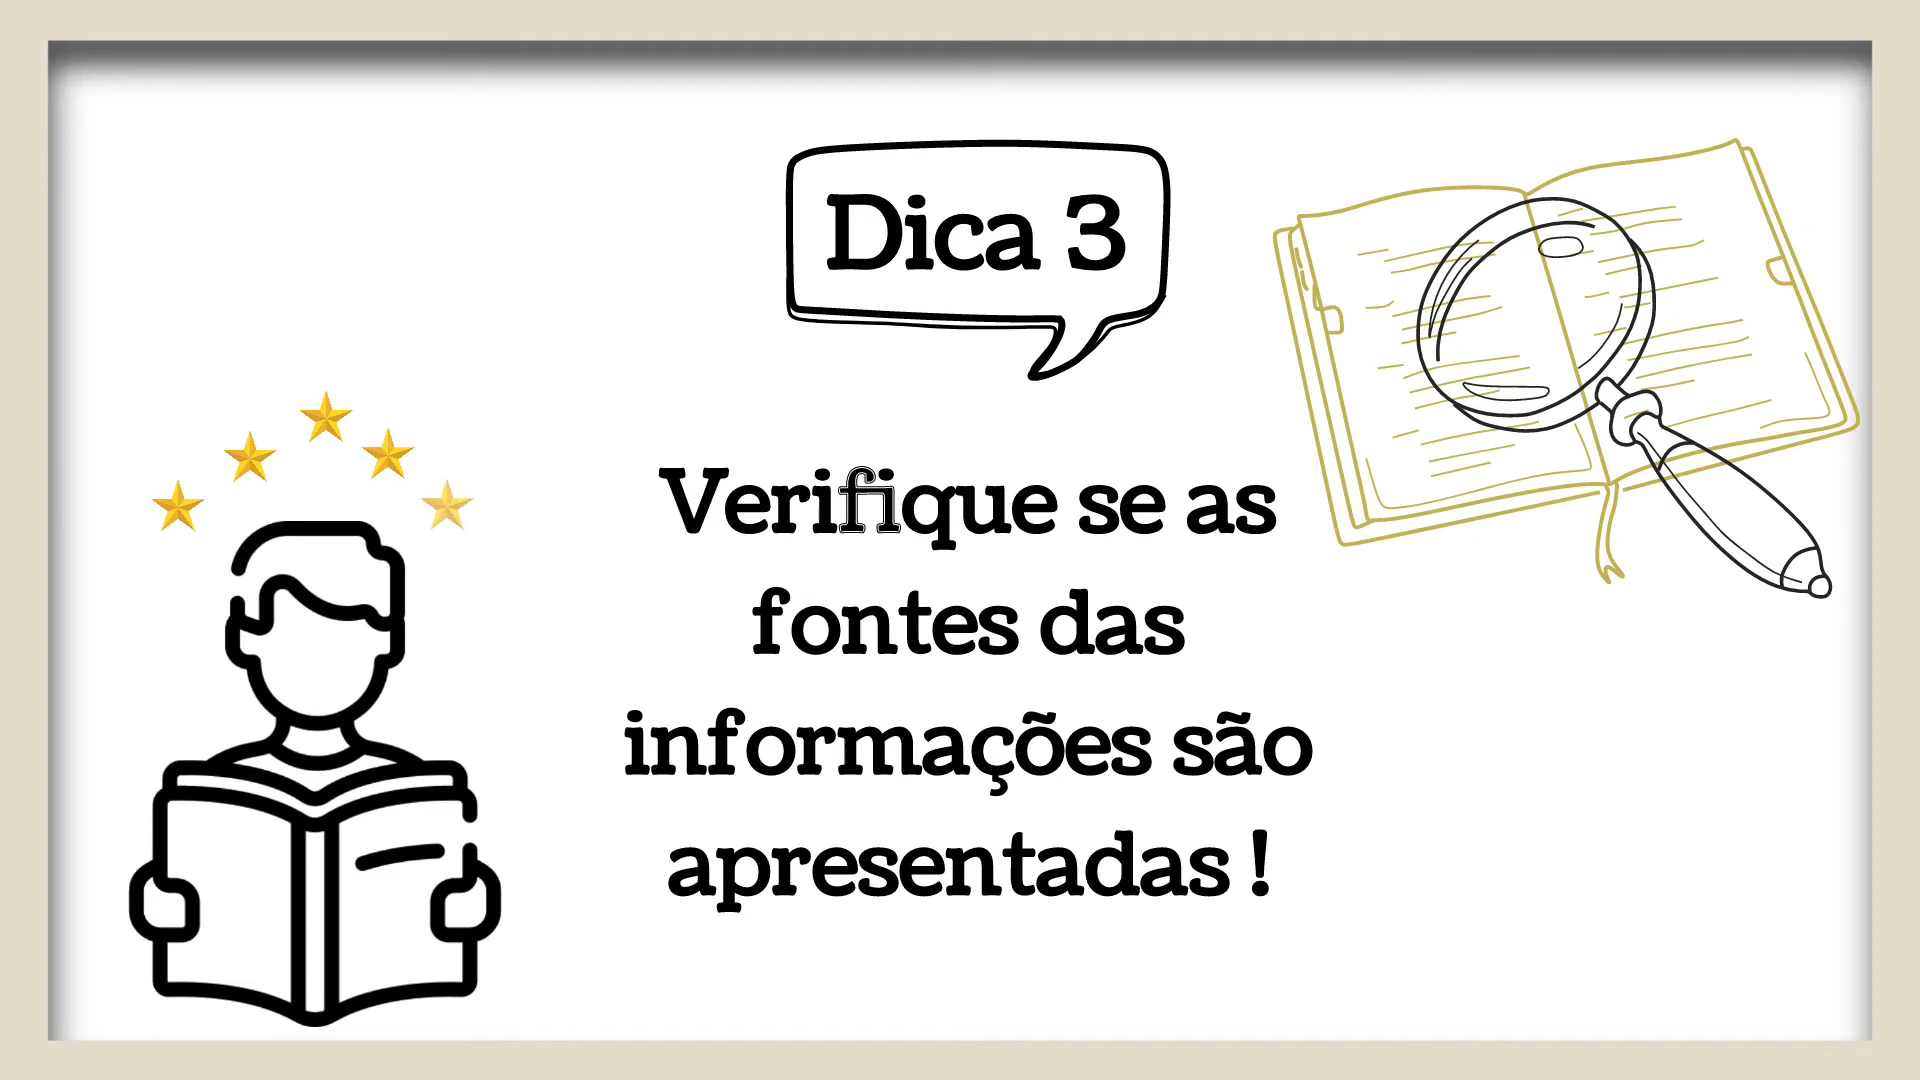 Dica 3
Verifique se as
fontes das
informações são
apresentadas !